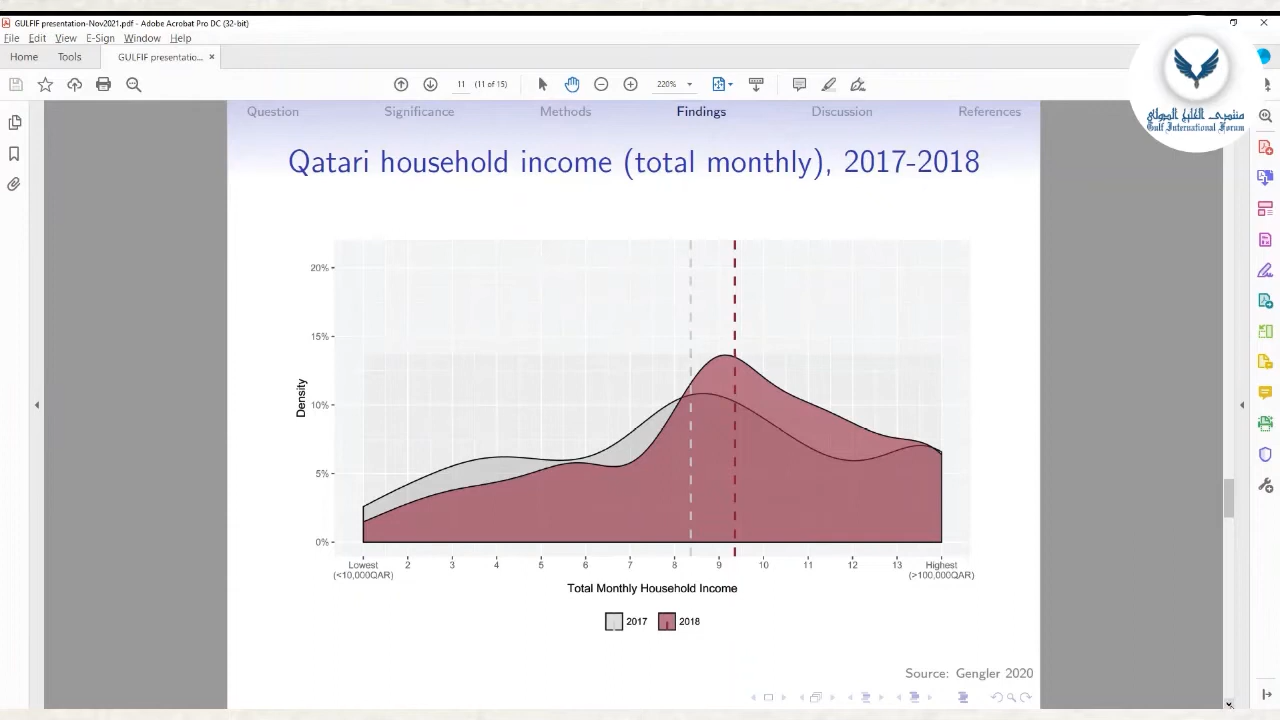 GULFIF presentation-Nov2021.pdf - Adobe Acrobat Pro DC (32-bit)
File Edit View E-Sign Window Help
Home Tools GULFIF presentatio... ×
11 (11 of 15) 220%
منتدى الخليج الدولي
Gulf International Forum
Question Significance Methods Findings Discussion References
Qatari household income (total monthly), 2017-2018
20%
15%
10%
5%
0%
Density
Lowest 2 3 4 5 6 7 8 9 10 11 12 13 Highest
(<10,000QAR) (>100,000QAR)
Total Monthly Household Income
2017 2018
Source: Gengler 2020